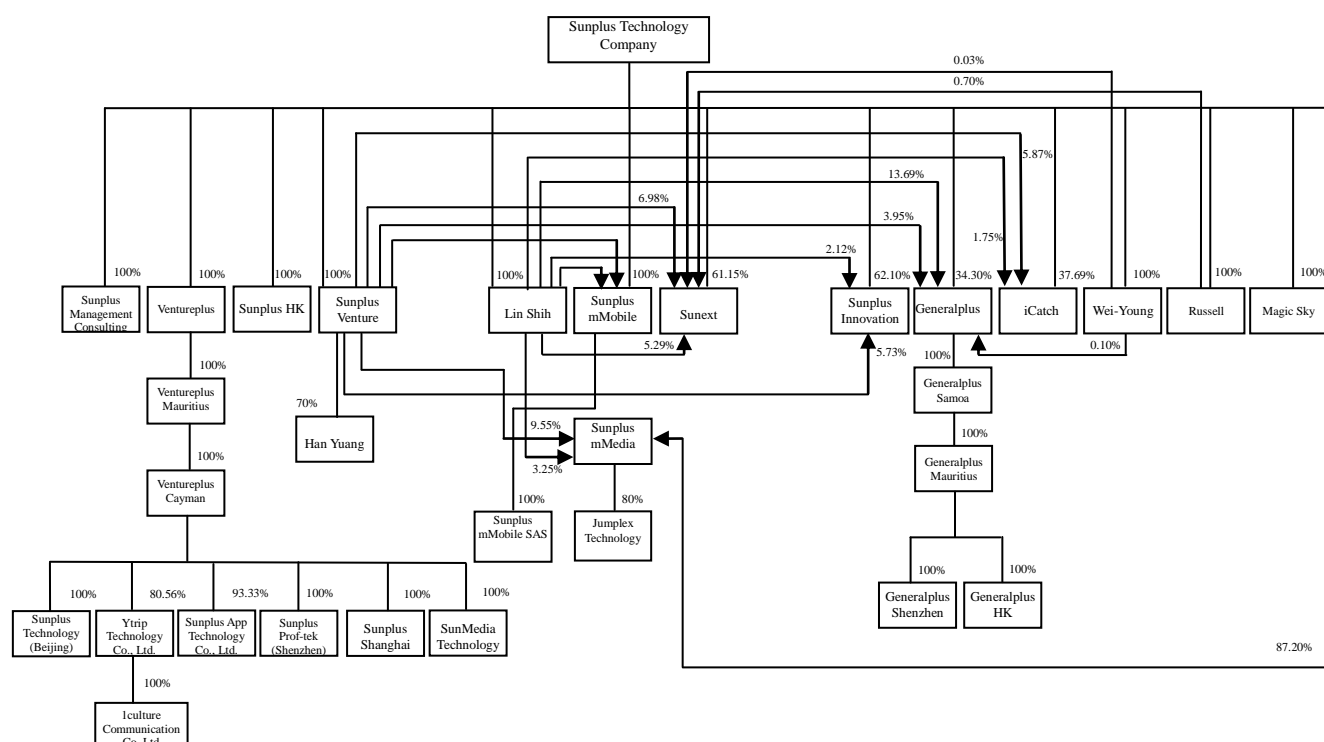 Sunplus Technology
Company
0.03%
0.70%
5.87%
13.69%
6.98%
3.95%
1.75%
2.12%
100%
100%
100%
100%
100%
100%
61.15%
62.10%
34.30%
37.69%
100%
100%
100%
Sunplus
Management
Consulting
Ventureplus
Sunplus HK
Sunplus
Venture
Lin Shih
Sunplus
mMobile
Sunext
Sunplus
Innovation
Generalplus
iCatch
Wei-Young
Russell
Magic Sky
5.29%
5.73%
0.10%
100%
100%
Ventureplus
Mauritius
Generalplus
Samoa
70%
Han Yuang
9.55%
Sunplus
mMedia
3.25%
100%
100%
Ventureplus
Cayman
Generalplus
Mauritius
100%
80%
Sunplus
mMobile SAS
Jumplex
Technology
100%
100%
Generalplus
Shenzhen
Generalplus
HK
100%
80.56%
93.33%
100%
100%
100%
Sunplus
Technology
(Beijing)
Ytrip
Technology
Co., Ltd.
Sunplus App
Technology
Co., Ltd.
Sunplus
Prof-tek
(Shenzhen)
Sunplus
Shanghai
SunMedia
Technology
87.20%
100%
1culture
Communication
Co., Ltd.